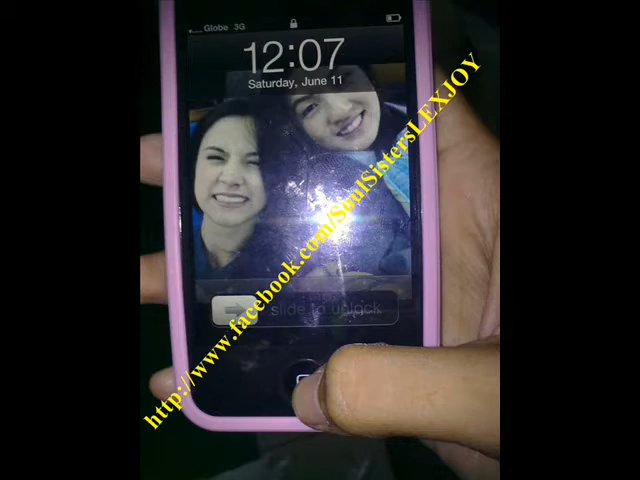 Globe 3G
12:07
Saturday, June 11
slide to unlock
http://www.facebook.com/SoulSistersLEXJOY